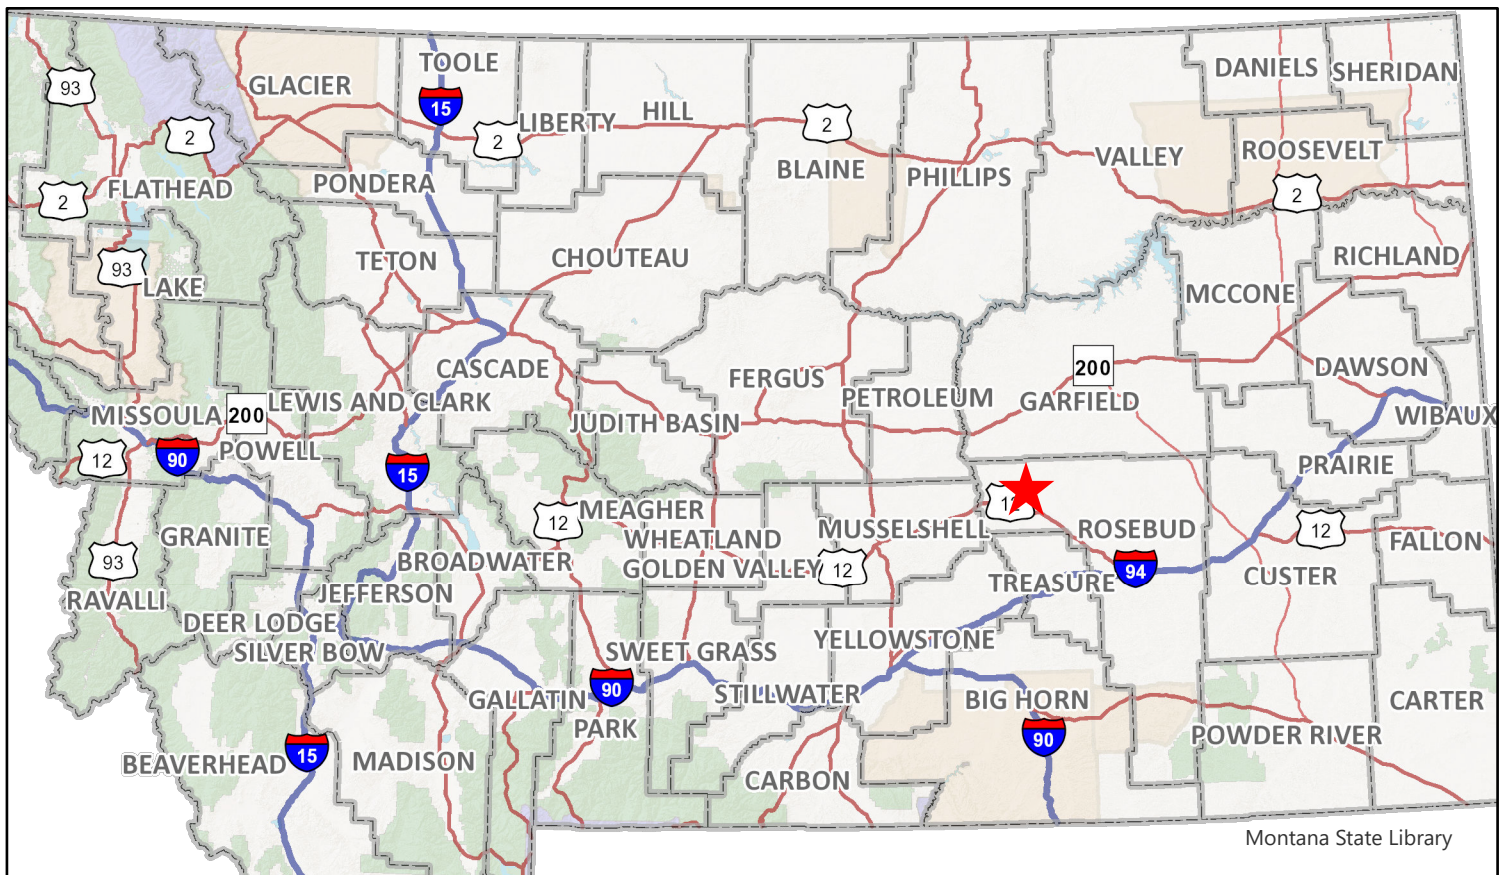 TOOLE
DANIELS
SHERIDAN
GLACIER
93
15
HILL
LIBERTY
2
2
2
VALLEY
ROOSEVELT
BLAINE
PHILLIPS
FLATHEAD
PONDERA
2
2
CHOUTEAU
TETON
RICHLAND
93
LAKE
MCCONE
CASCADE
200
DAWSON
FERGUS
PETROLEUM
GARFIELD
LEWIS AND CLARK
MISSOULA
200
WIBAUX
JUDITH BASIN
POWELL
12
90
15
PRAIRIE
MEAGHER
12
MUSSELSHELL
ROSEBUD
12
GRANITE
WHEATLAND
FALLON
93
BROADWATER
GOLDEN VALLEY
12
94
CUSTER
TREASURE
JEFFERSON
RAVALLI
DEER LODGE
YELLOWSTONE
SILVER BOW
SWEET GRASS
90
GALLATIN
STILLWATER
BIG HORN
CARTER
PARK
90
POWDER RIVER
15
BEAVERHEAD
MADISON
CARBON
Montana State Library